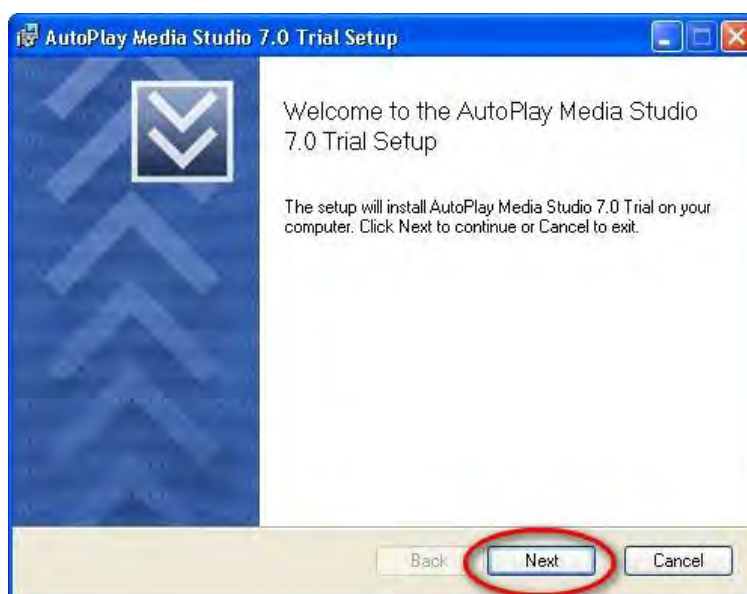 AutoPlay Media Studio 7.0 Trial Setup
Welcome to the AutoPlay Media Studio
7.0 Trial Setup
The setup will install AutoPlay Media Studio 7.0 Trial on your
computer. Click Next to continue or Cancel to exit.
Back Next Cancel